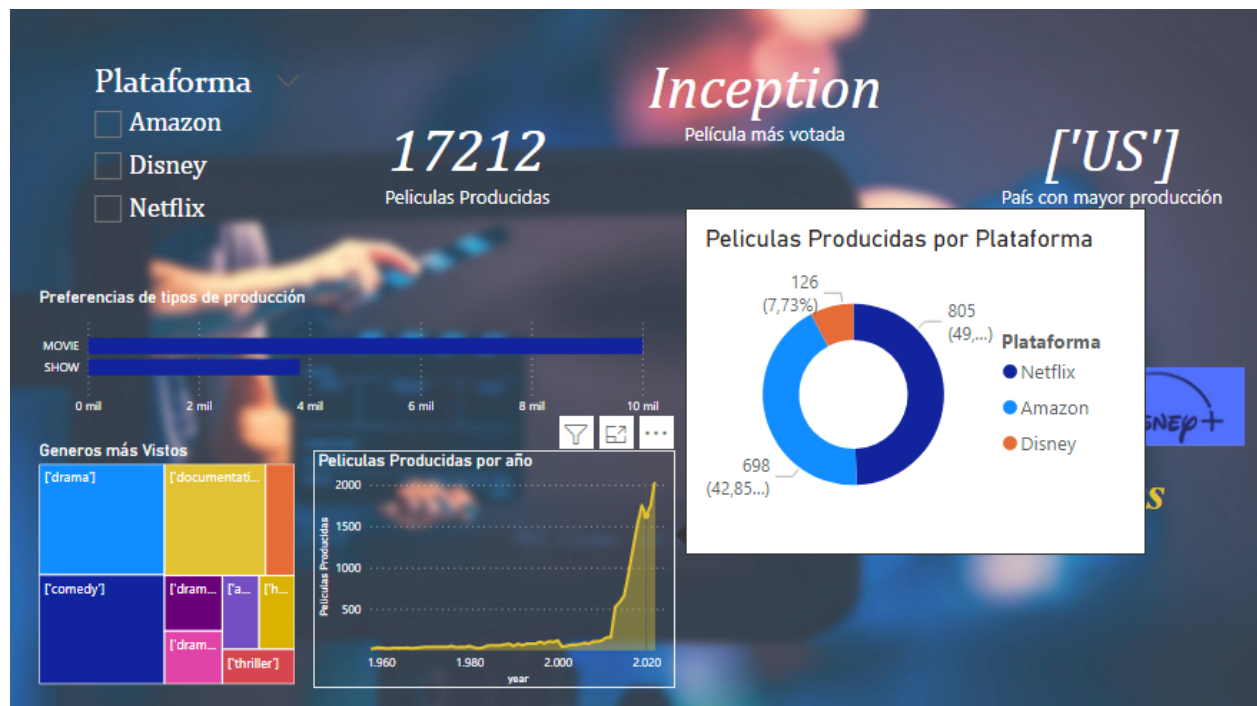 Plataforma
Amazon
Disney
Netflix
17212
Peliculas Producidas
Inception
Película más votada
['US']
País con mayor producción
Preferencias de tipos de producción
MOVIE
SHOW
0 mil
2 mil
4 mil
6 mil
8 mil
10 mil
Generos más Vistos
['drama']
['documentati...
['comedy']
['dram...
['a...
['h...
['dram...
['thriller']
Peliculas Producidas por año
Peliculas Producidas
2000
1500
1000
500
1.960
1.980
2.000
2.020
year
Peliculas Producidas por Plataforma
126
(7,73%)
805
(49,...)
698
(42,85...)
Plataforma
Netflix
Amazon
Disney
SNEP+
s